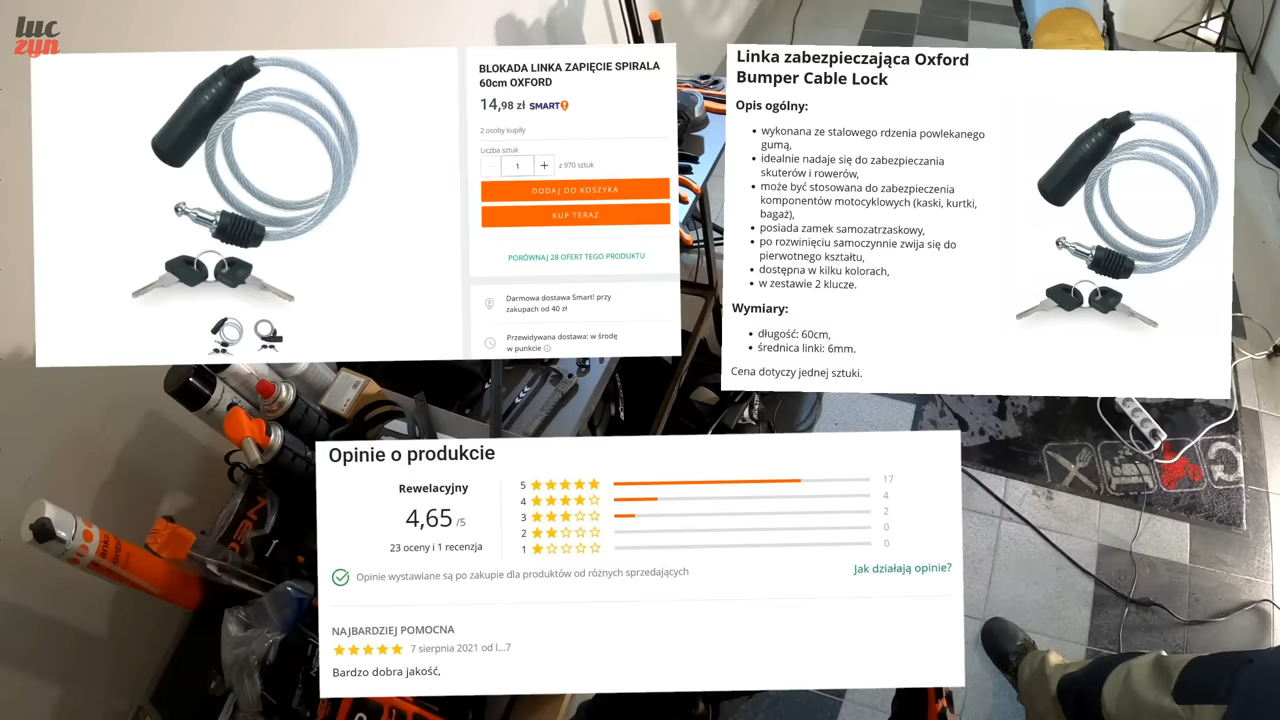 luc
zyn
BLOKADA LINKA ZAPIĘCIE SPIRALA
60cm OXFORD
14,98 zł SMART!
2 osoby kupiły
Liczba sztuk
1 + z 970 sztuk
DODAJ DO KOSZYKA
KUP TERAZ
PORÓWNAJ 28 OFERT TEGO PRODUKTU
Darmowa dostawa Smart! przy
zakupach od 40 zł
Przewidywana dostawa: w środę
w punkcie
Linka zabezpieczająca Oxford
Bumper Cable Lock
Opis ogólny:
wykonana ze stalowego rdzenia powlekanego
gumą,
idealnie nadaje się do zabezpieczania
skuterów i rowerów,
może być stosowana do zabezpieczenia
komponentów motocyklowych (kaski, kurtki,
bagaż),
posiada zamek samozatrzaskowy,
po rozwinięciu samoczynnie zwija się do
pierwotnego kształtu,
dostępna w kilku kolorach,
w zestawie 2 klucze.
Wymiary:
długość: 60cm,
średnica linki: 6mm.
Cena dotyczy jednej sztuki.
Opinie o produkcie
Rewelacyjny
4,65 /5
23 oceny i 1 recenzja
5 17
4 4
3 2
2 0
1 0
Opinie wystawiane są po zakupie dla produktów od różnych sprzedających
Jak działają opinie?
NAJBARDZIEJ POMOCNA
7 sierpnia 2021 od l...7
Bardzo dobra jakość,